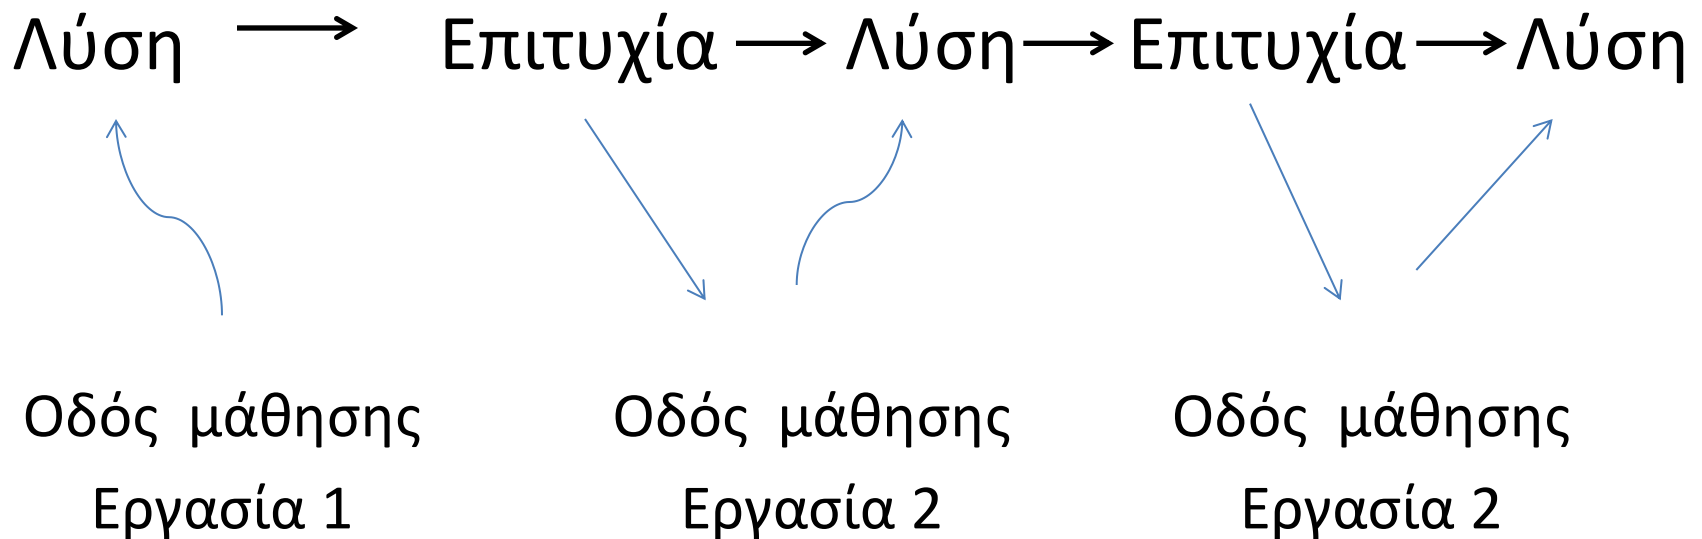 Λύση Επιτυχία Λύση Επιτυχία Λύση
Οδός μάθησης Οδός μάθησης Οδός μάθησης
Εργασία 1 Εργασία 2 Εργασία 2